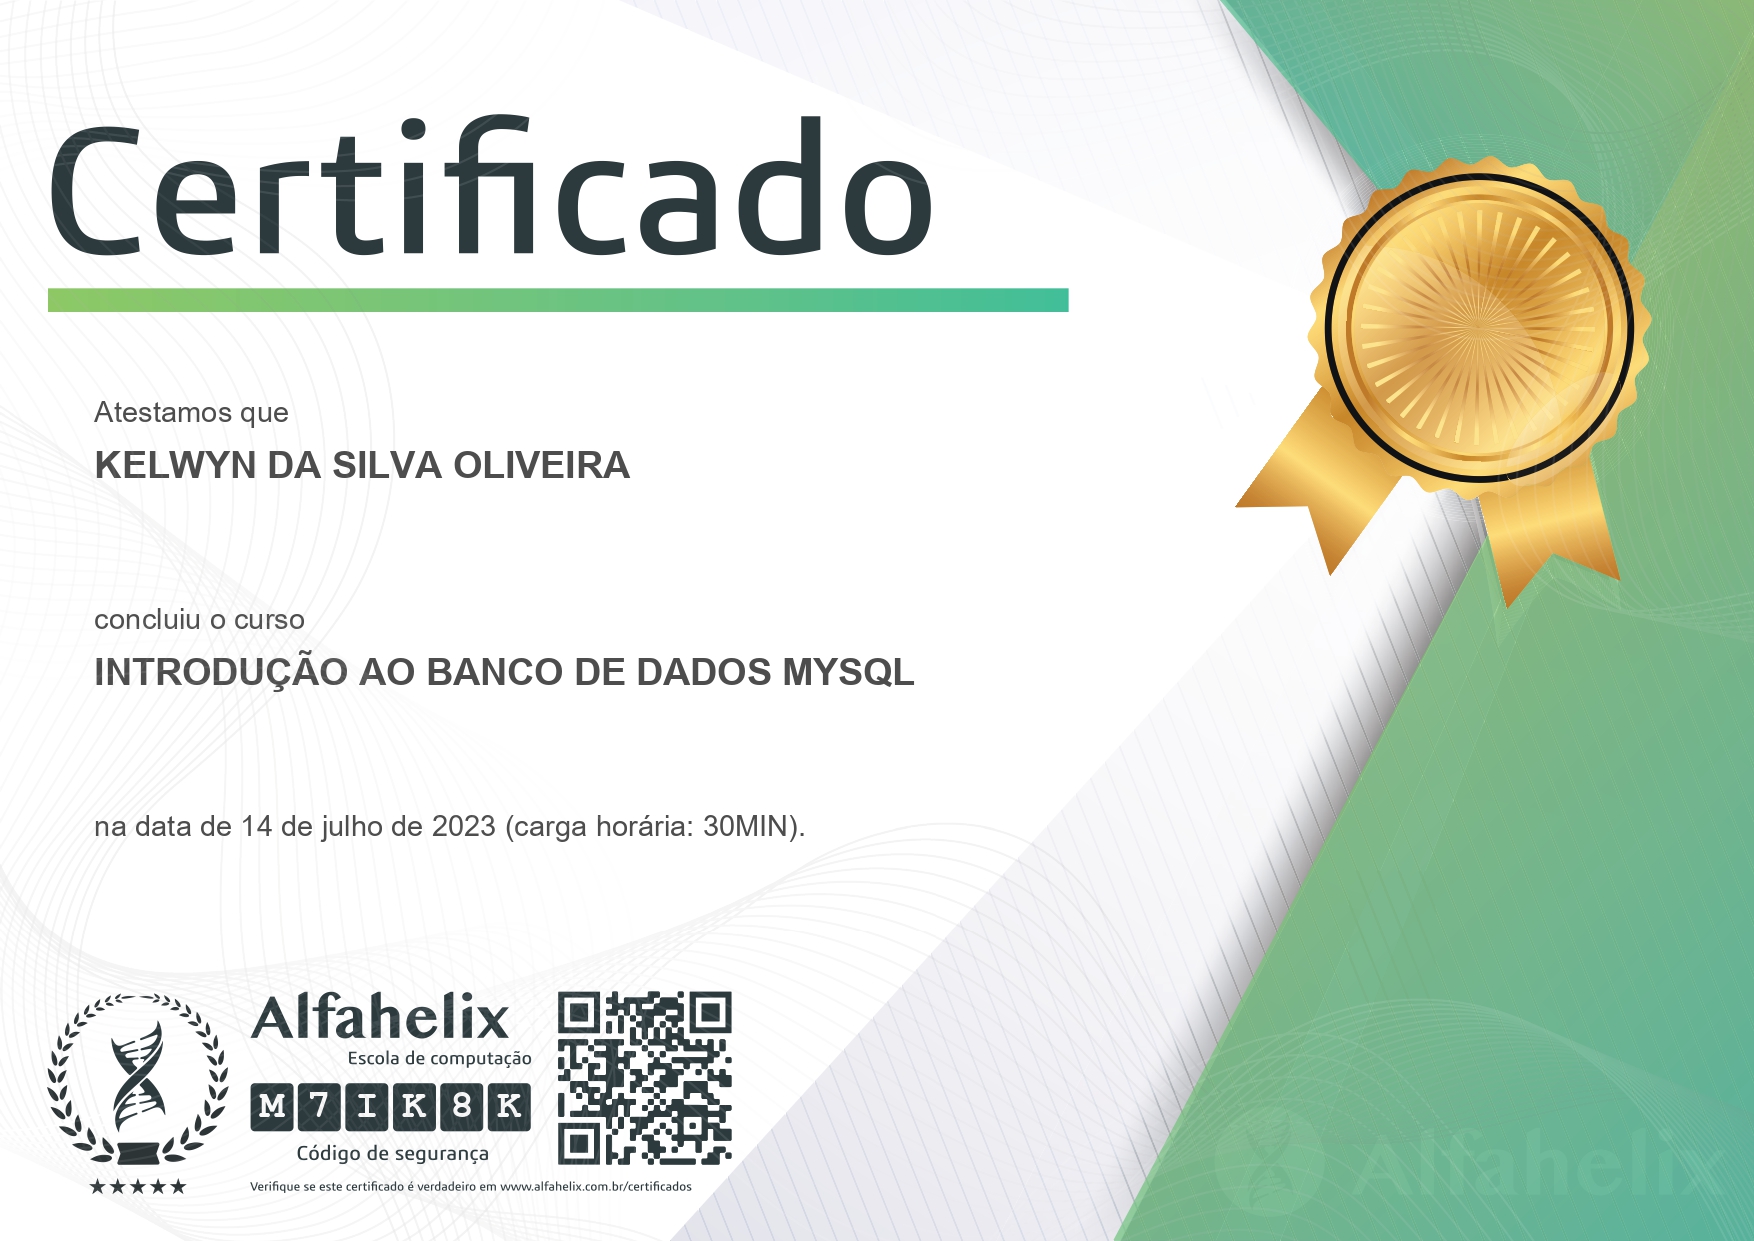 Certificado
Atestamos que
KELWYN DA SILVA OLIVEIRA
concluiu o curso
INTRODUÇÃO AO BANCO DE DADOS MYSQL
na data de 14 de julho de 2023 (carga horária: 30MIN).
Alfahelix
Escola de computação
M7IK8K
Código de segurança
Verifique se este certificado é verdadeiro em www.alfahelix.com.br/certificados
Alfahelix